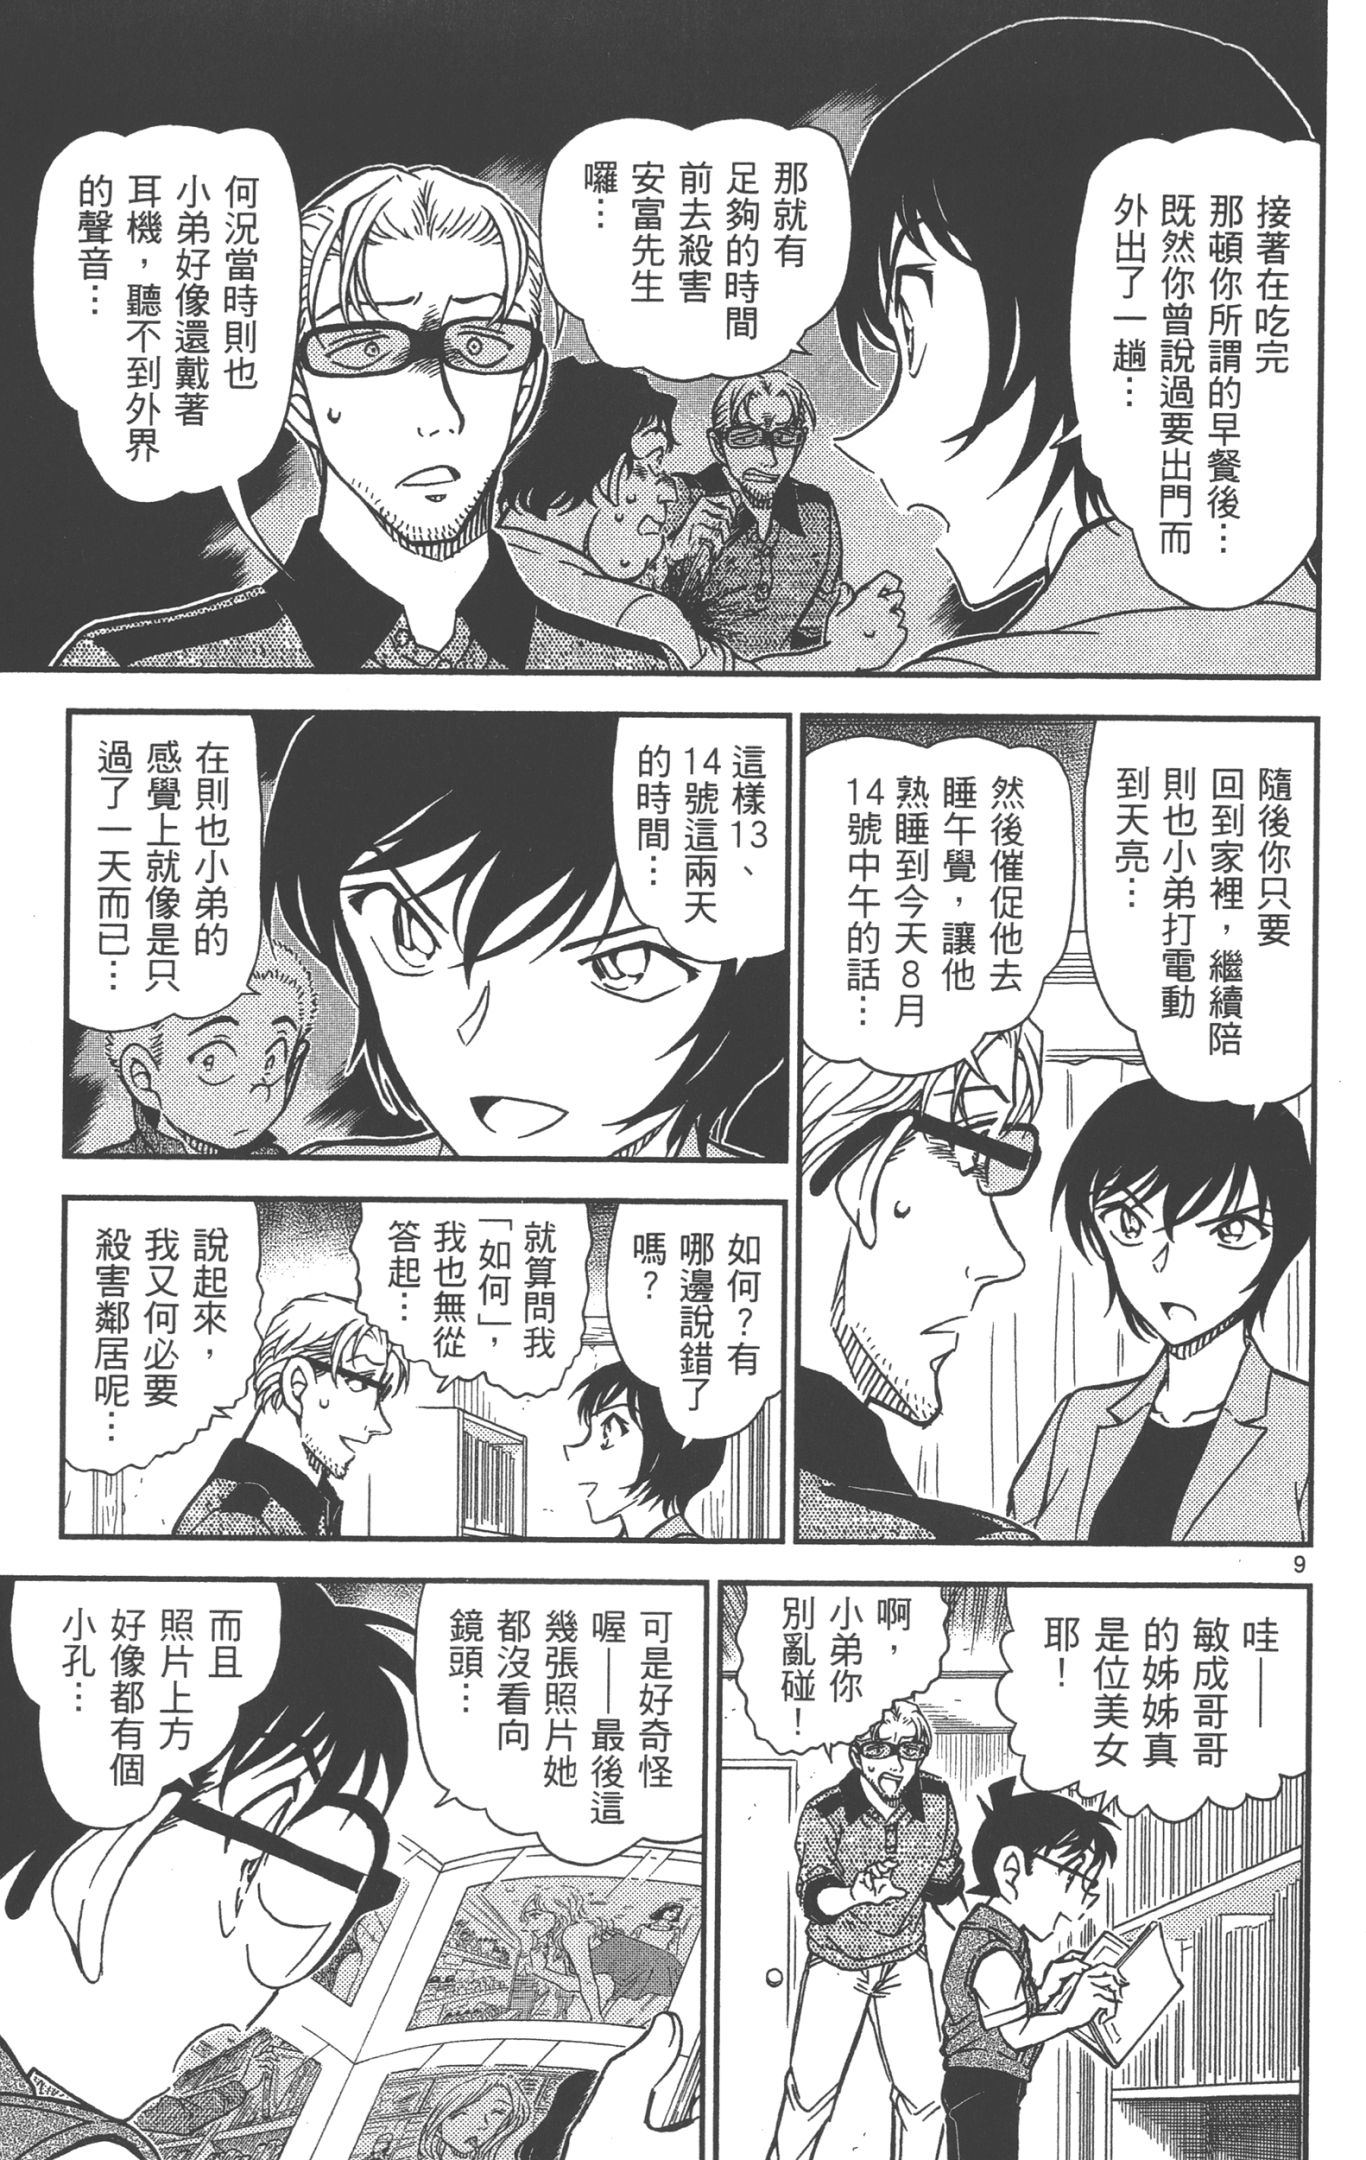 接著在吃完
那頓你所謂的早餐後…
既然你曾說過要出門而
外出了一趟…
那就有
足夠的時間
前去殺害
安富先生
囉…
何況當時則也
小弟好像還戴著
耳機，聽不到外界
的聲音…
隨後你只要
回到家裡，繼續陪
則也小弟打電動
到天亮…
然後催促他去
睡午覺，讓他
熟睡到今天8月
14號中午的話…
這樣13、
14號這兩天
的時間…
在則也小弟的
感覺上就像是只
過了一天而已…
如何？有
哪邊說錯了
嗎？
就算問我
「如何」，
我也無從
答起…
說起來，
我又何必要
殺害鄰居呢…
9
哇——
敏成哥哥
的姊姊真
是位美女
耶！
啊，
小弟你
別亂碰！
可是好奇怪
喔——最後這
幾張照片她
都沒看向
鏡頭…
而且
照片上方
好像都有個
小孔…